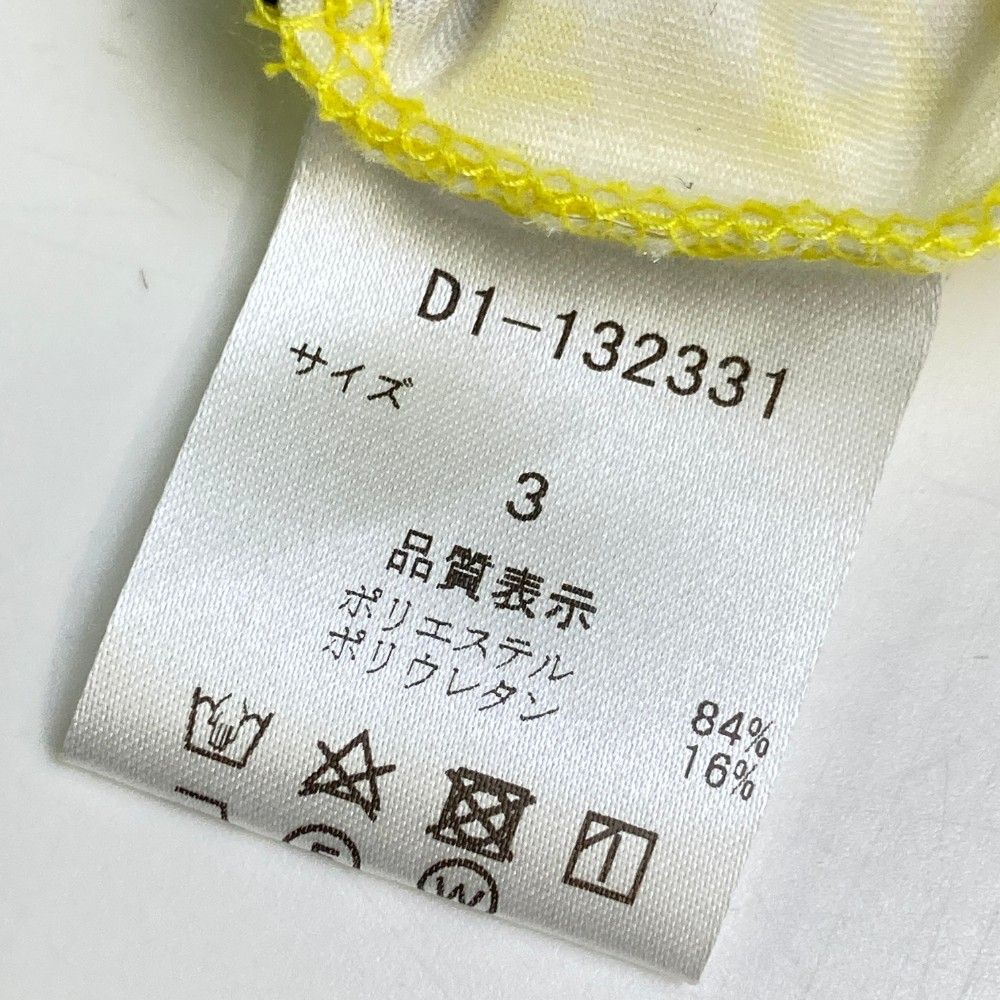 D1-132331
サイズ
3
品質表示
ポリエステル 84%
ポリウレタン 16%
W